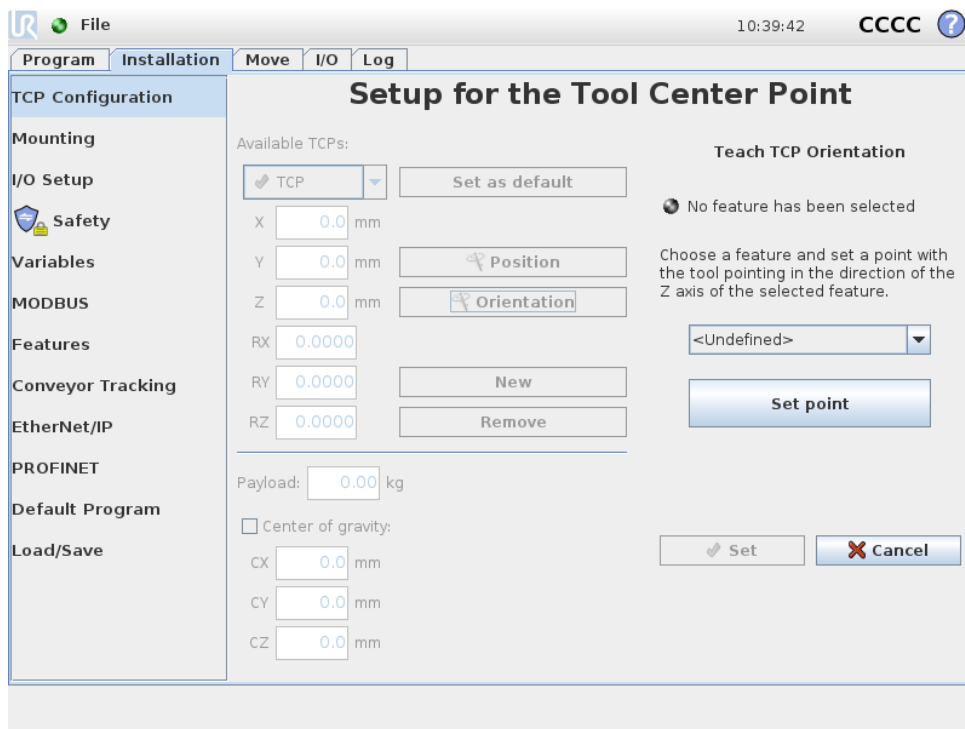 UR File 10:39:42 CCCC ?
Program Installation Move I/O Log
TCP Configuration
Mounting
I/O Setup
Safety
Variables
MODBUS
Features
Conveyor Tracking
EtherNet/IP
PROFINET
Default Program
Load/Save
Setup for the Tool Center Point
Available TCPs:
TCP Set as default
X 0.0 mm
Y 0.0 mm Position
Z 0.0 mm Orientation
RX 0.0000
RY 0.0000 New
RZ 0.0000 Remove
Payload: 0.00 kg
Center of gravity:
CX 0.0 mm
CY 0.0 mm
CZ 0.0 mm
Teach TCP Orientation
No feature has been selected
Choose a feature and set a point with
the tool pointing in the direction of the
Z axis of the selected feature.
<Undefined>
Set point
Set Cancel